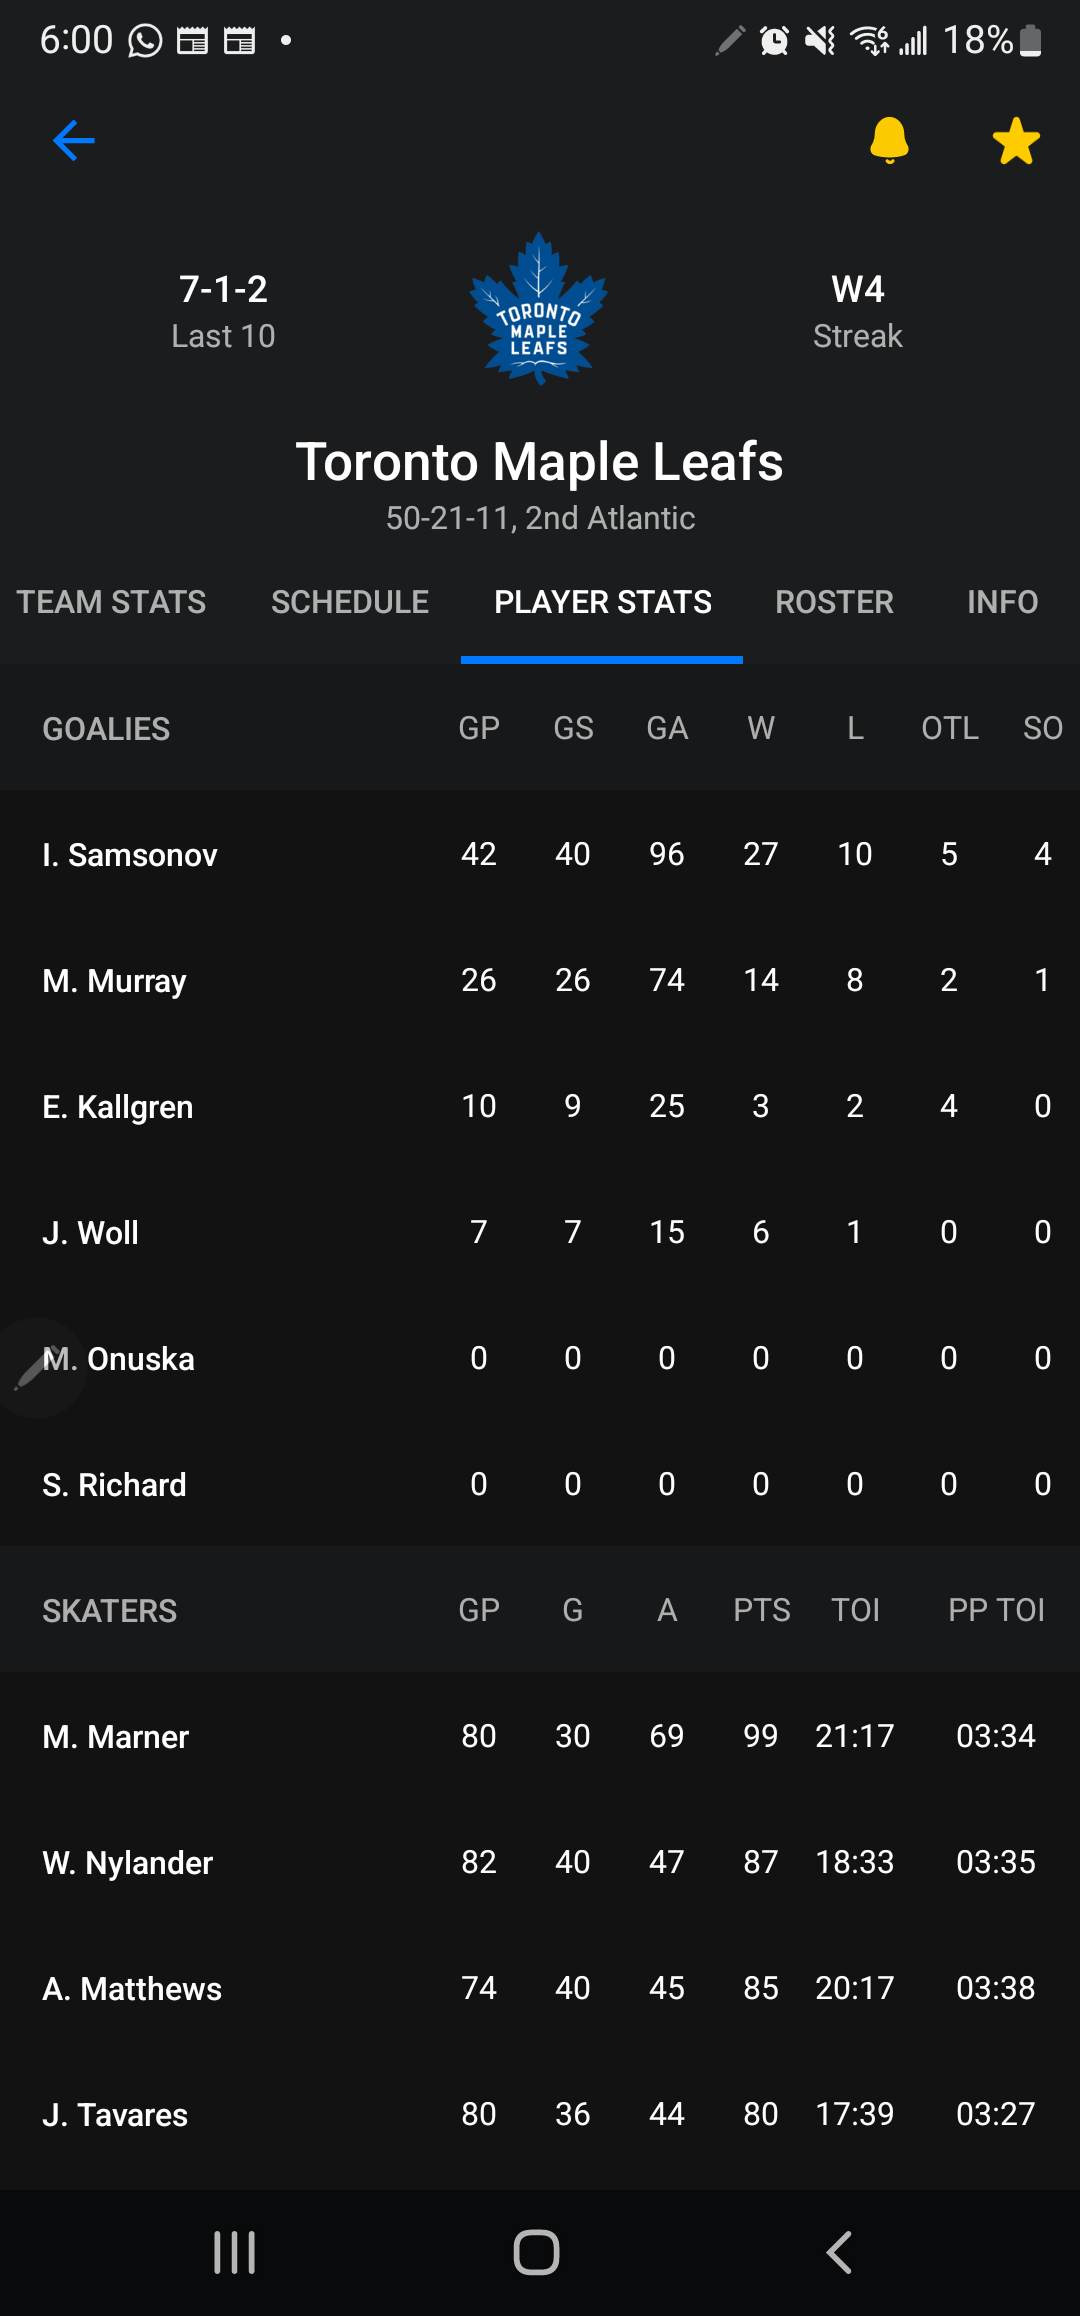 6:00 18%
7-1-2 W4
Last 10 Streak
TORONTO
MAPLE
LEAFS
Toronto Maple Leafs
50-21-11, 2nd Atlantic
TEAM STATS SCHEDULE PLAYER STATS ROSTER INFO
GOALIES GP GS GA W L OTL SO
I. Samsonov 42 40 96 27 10 5 4
M. Murray 26 26 74 14 8 2 1
E. Kallgren 10 9 25 3 2 4 0
J. Woll 7 7 15 6 1 0 0
M. Onuska 0 0 0 0 0 0 0
S. Richard 0 0 0 0 0 0 0
SKATERS GP G A PTS TOI PP TOI
M. Marner 80 30 69 99 21:17 03:34
W. Nylander 82 40 47 87 18:33 03:35
A. Matthews 74 40 45 85 20:17 03:38
J. Tavares 80 36 44 80 17:39 03:27